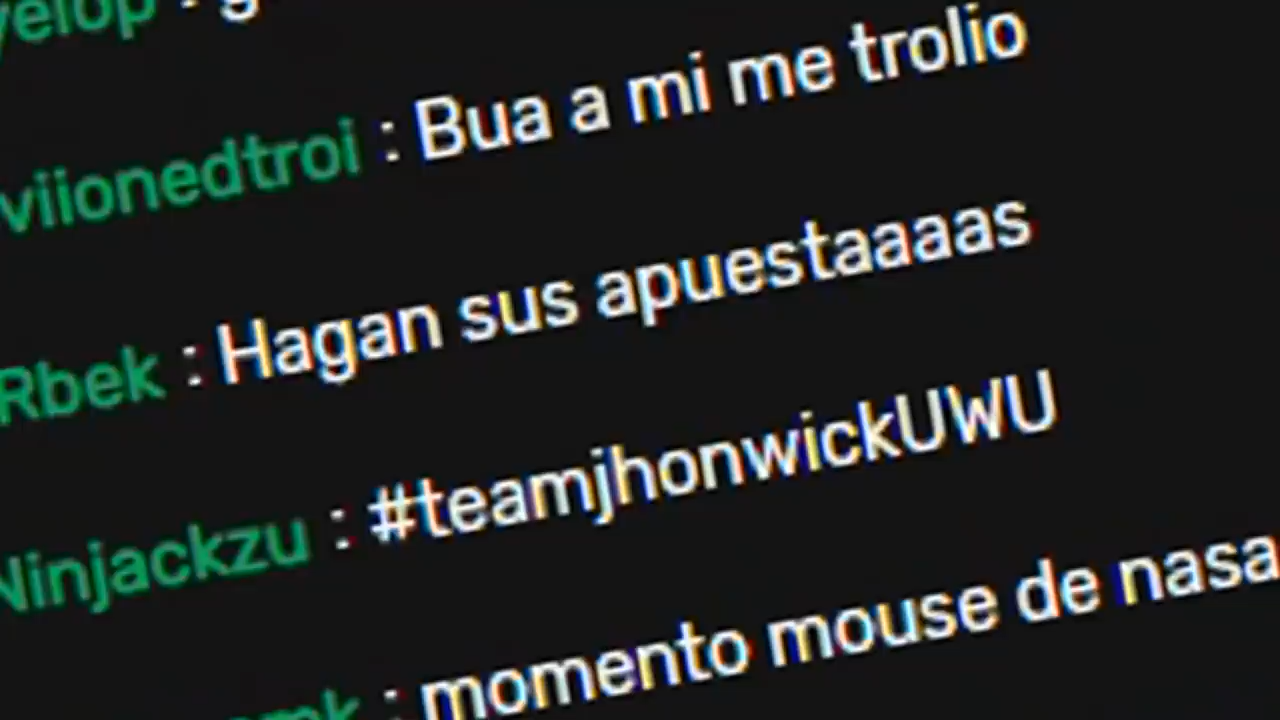 viionedtroi : Bua a mi me trolio
Rbek : Hagan sus apuestaaaas
Ninjackzu : #teamjhonwickUWU
: momento mouse de nasa